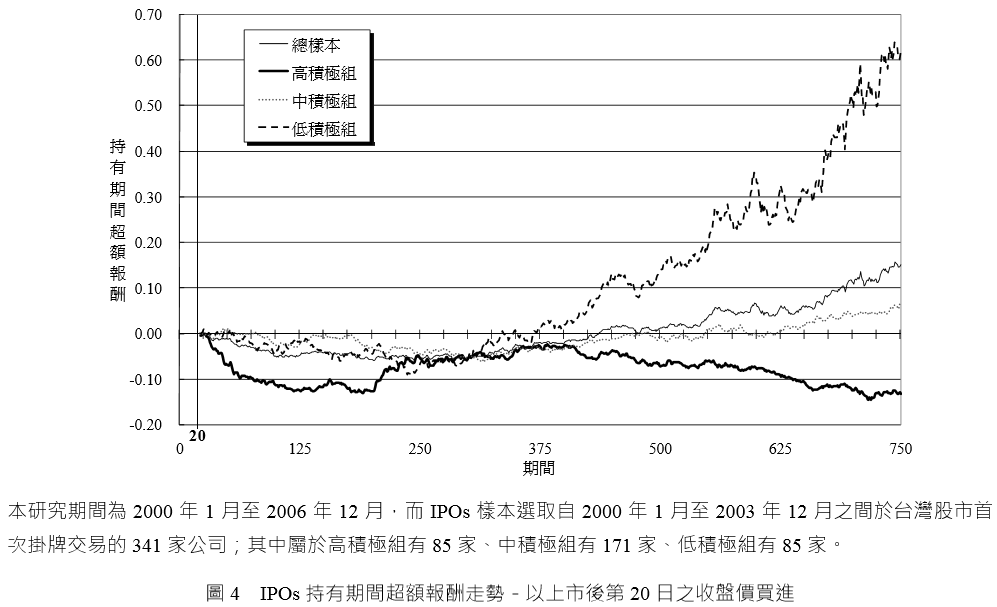 0.70
0.60
0.50
0.40
0.30
0.20
0.10
0.00
-0.10
-0.20
持有期間超額報酬
總樣本
高積極組
中積極組
低積極組
20
0 125 250 375 500 625 750
期間
本研究期間為 2000 年 1 月至 2006 年 12 月，而 IPOs 樣本選取自 2000 年 1 月至 2003 年 12 月之間於台灣股市首
次掛牌交易的 341 家公司；其中屬於高積極組有 85 家、中積極組有 171 家、低積極組有 85 家。
圖 4 IPOs 持有期間超額報酬走勢 - 以上市後第 20 日之收盤價買進